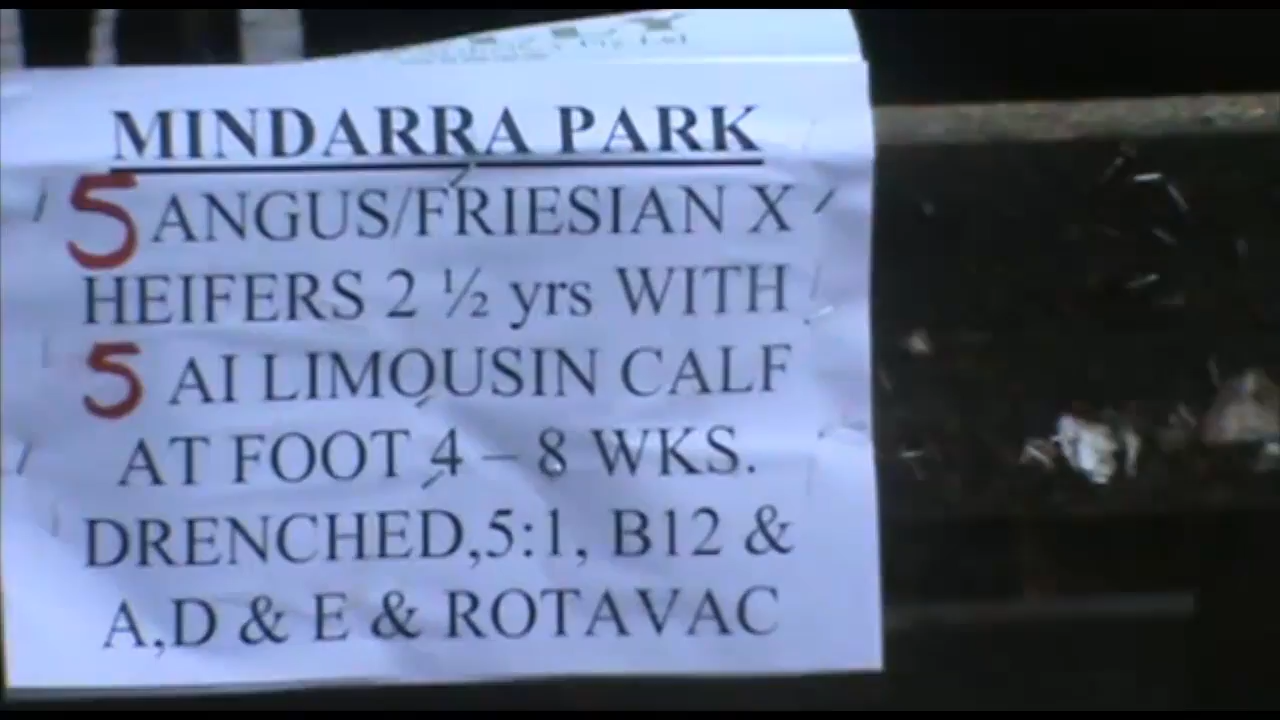 MINDARRA PARK
5 ANGUS/FRIESIAN X
HEIFERS 2 ½ yrs WITH
5 AI LIMOUSIN CALF
AT FOOT 4 – 8 WKS.
DRENCHED,5:1, B12 &
A,D & E & ROTAVAC